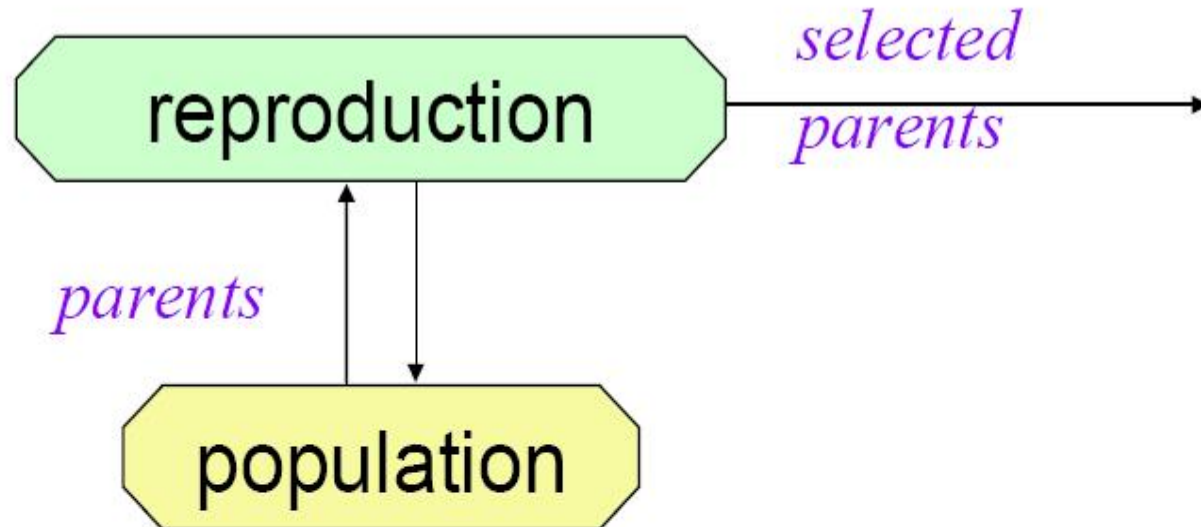 reproduction
selected
parents
parents
population